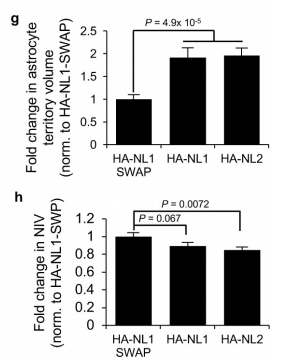 g
Fold change in astrocyte
territory volume
(norm. to HA-NL1-SWAP)
2.5
2
1.5
1
0.5
0
P = 4.9x 10-5
HA-NL1
SWAP
HA-NL1
HA-NL2
h
Fold change in NIV
(norm. to HA-NL1-SWP)
1.2
1
0.8
0.6
0.4
0.2
0
P = 0.0072
P = 0.067
HA-NL1
SWAP
HA-NL1
HA-NL2